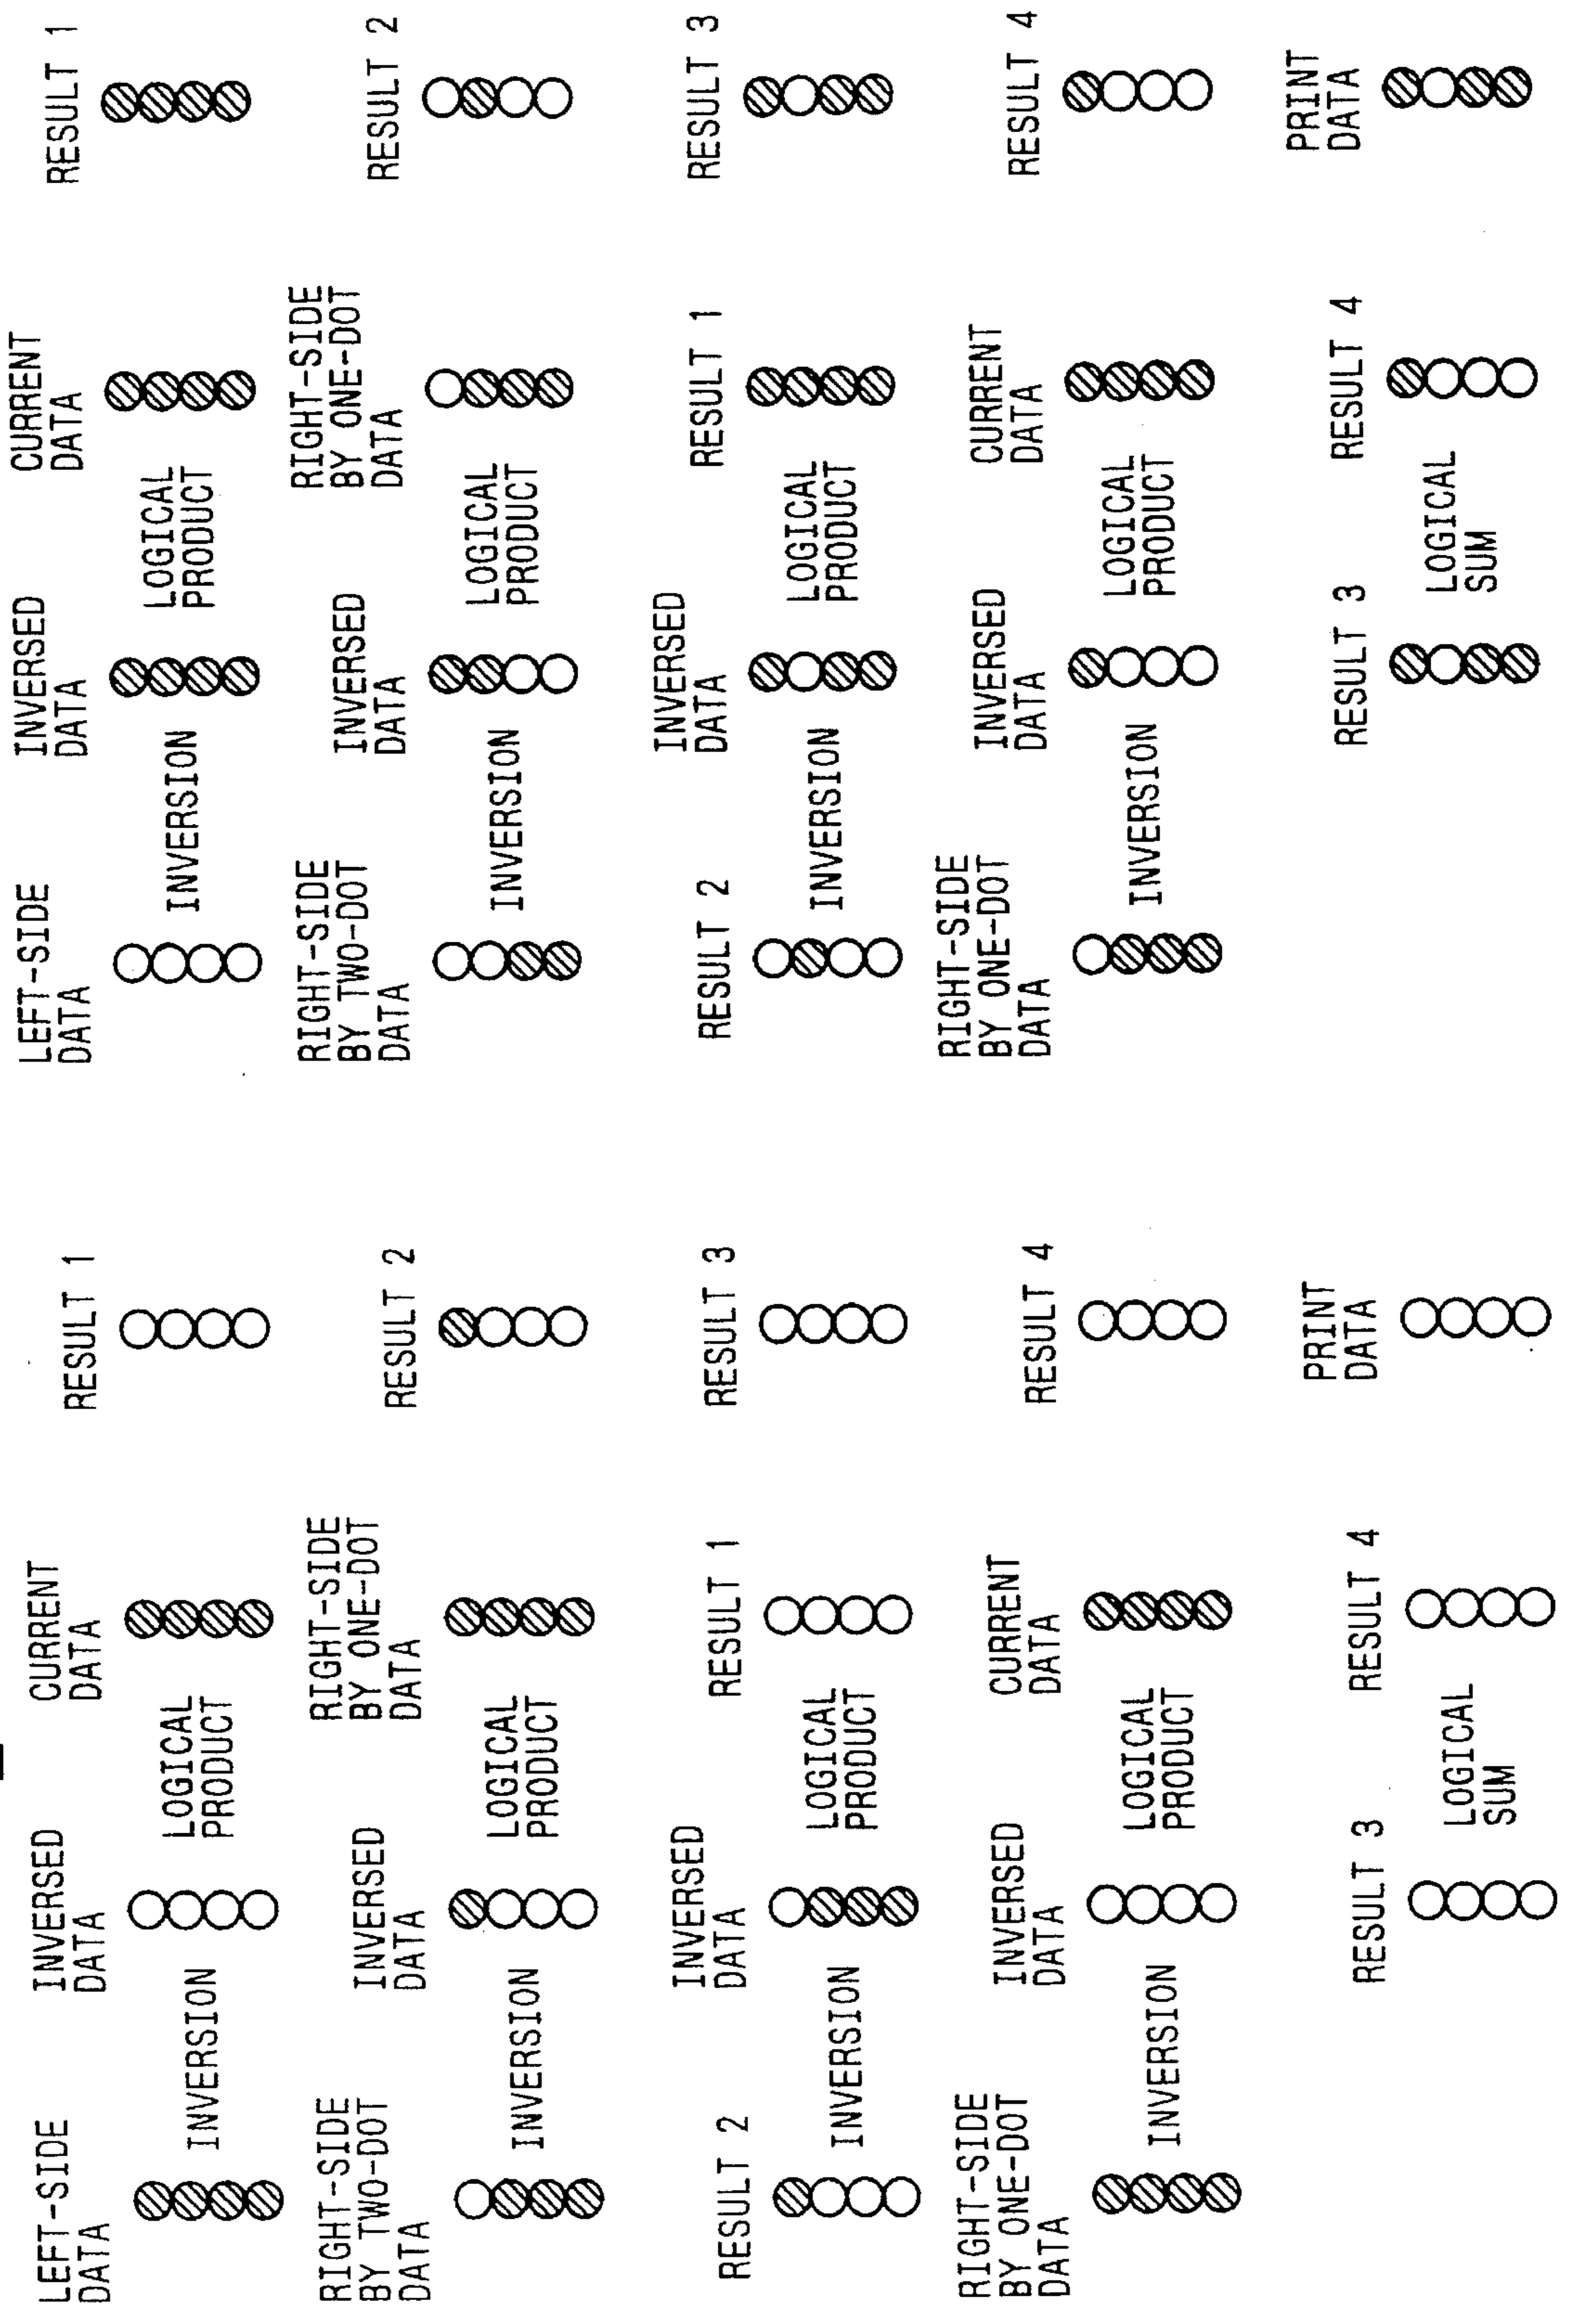 LEFT-SIDE
DATA
INVERSION
INVERSED
DATA
LOGICAL
PRODUCT
CURRENT
DATA
RESULT 1
RIGHT-SIDE
BY TWO-DOT
DATA
INVERSION
INVERSED
DATA
LOGICAL
PRODUCT
RIGHT-SIDE
BY ONE-DOT
DATA
RESULT 2
RESULT 2
INVERSION
INVERSED
DATA
LOGICAL
PRODUCT
RESULT 1
RESULT 3
RIGHT-SIDE
BY ONE-DOT
DATA
INVERSION
INVERSED
DATA
LOGICAL
PRODUCT
CURRENT
DATA
RESULT 4
RESULT 3
LOGICAL
SUM
RESULT 4
PRINT
DATA
LEFT-SIDE
DATA
INVERSION
INVERSED
DATA
LOGICAL
PRODUCT
CURRENT
DATA
RESULT 1
RIGHT-SIDE
BY TWO-DOT
DATA
INVERSION
INVERSED
DATA
LOGICAL
PRODUCT
RIGHT-SIDE
BY ONE-DOT
DATA
RESULT 2
RESULT 2
INVERSION
INVERSED
DATA
LOGICAL
PRODUCT
RESULT 1
RESULT 3
RIGHT-SIDE
BY ONE-DOT
DATA
INVERSION
INVERSED
DATA
LOGICAL
PRODUCT
CURRENT
DATA
RESULT 4
RESULT 3
LOGICAL
SUM
RESULT 4
PRINT
DATA